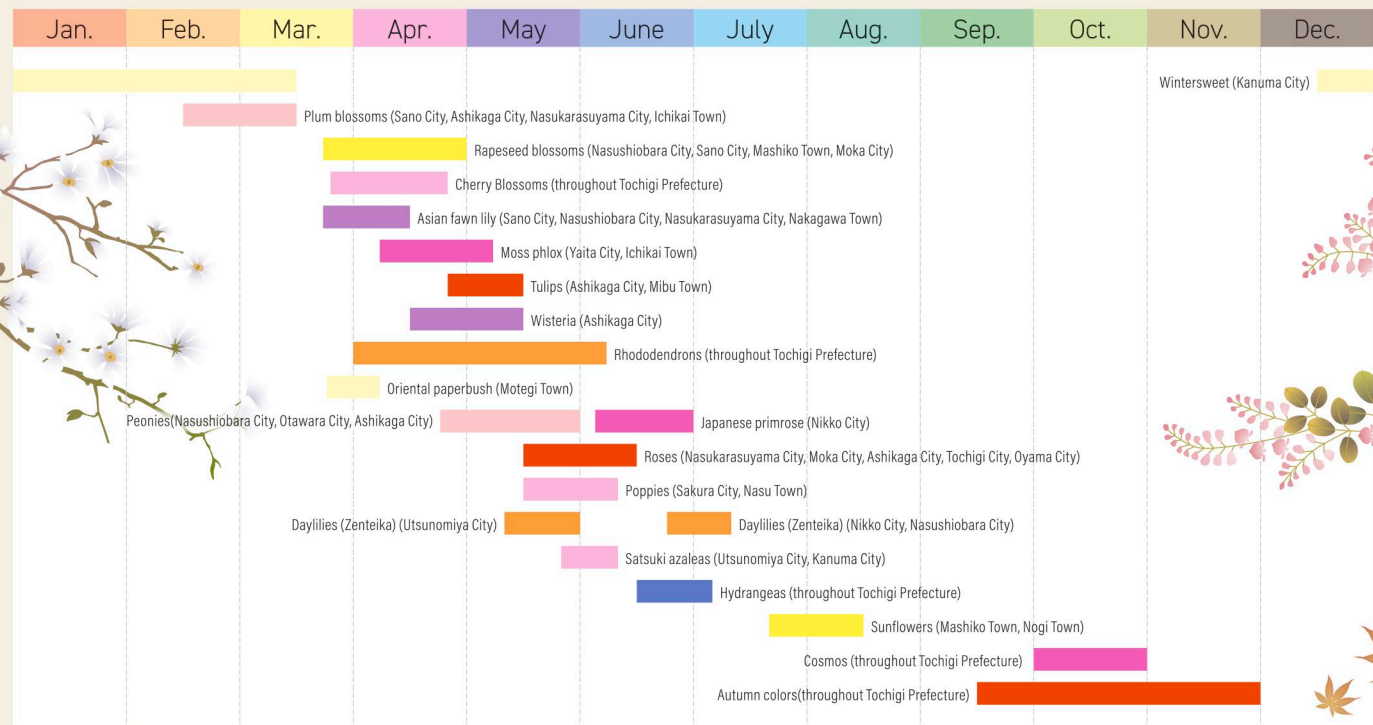 Jan. Feb. Mar. Apr. May June July Aug. Sep. Oct. Nov. Dec.
Wintersweet (Kanuma City)
Plum blossoms (Sano City, Ashikaga City, Nasukarasuyama City, Ichikai Town)
Rapeseed blossoms (Nasushiobara City, Sano City, Mashiko Town, Moka City)
Cherry Blossoms (throughout Tochigi Prefecture)
Asian fawn lily (Sano City, Nasushiobara City, Nasukarasuyama City, Nakagawa Town)
Moss phlox (Yaita City, Ichikai Town)
Tulips (Ashikaga City, Mibu Town)
Wisteria (Ashikaga City)
Rhododendrons (throughout Tochigi Prefecture)
Oriental paperbush (Motegi Town)
Peonies(Nasushiobara City, Otawara City, Ashikaga City) Japanese primrose (Nikko City)
Roses (Nasukarasuyama City, Moka City, Ashikaga City, Tochigi City, Oyama City)
Poppies (Sakura City, Nasu Town)
Daylilies (Zenteika) (Utsunomiya City) Daylilies (Zenteika) (Nikko City, Nasushiobara City)
Satsuki azaleas (Utsunomiya City, Kanuma City)
Hydrangeas (throughout Tochigi Prefecture)
Sunflowers (Mashiko Town, Nogi Town)
Cosmos (throughout Tochigi Prefecture)
Autumn colors(throughout Tochigi Prefecture)